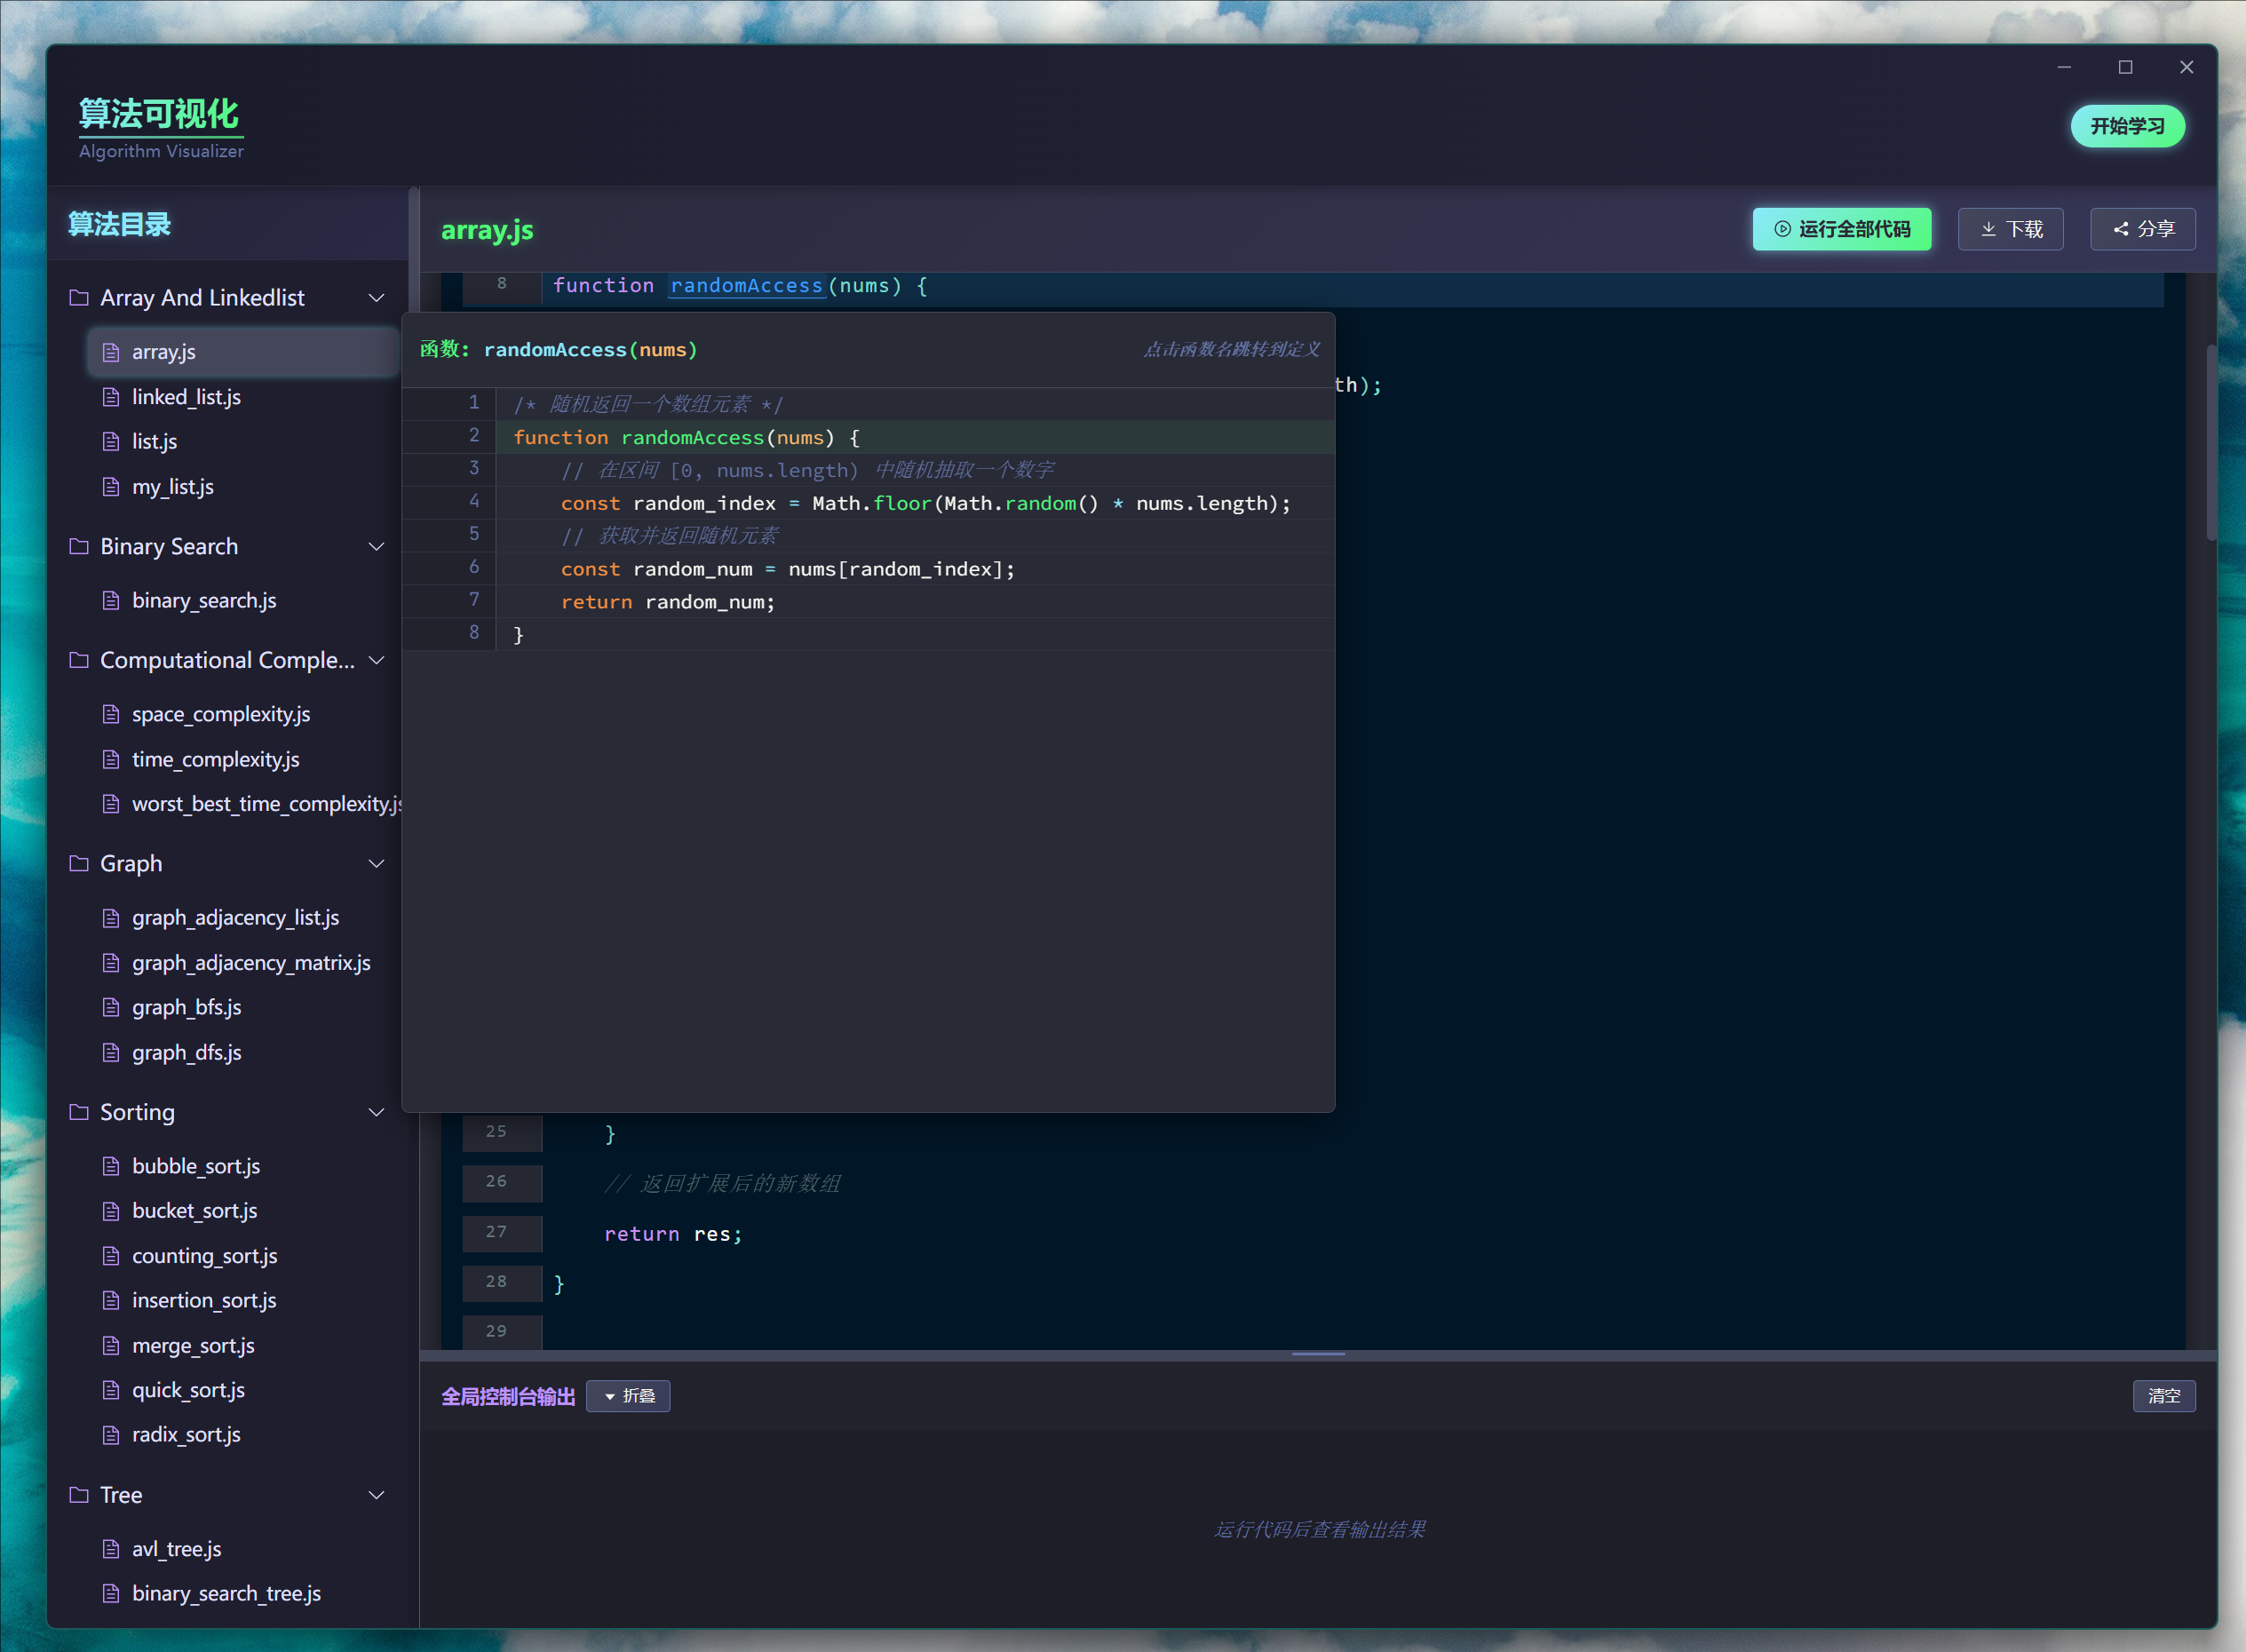 算法可视化
Algorithm Visualizer
开始学习
算法目录
Array And Linkedlist
array.js
linked_list.js
list.js
my_list.js
Binary Search
binary_search.js
Computational Comple...
space_complexity.js
time_complexity.js
worst_best_time_complexity.js
Graph
graph_adjacency_list.js
graph_adjacency_matrix.js
graph_bfs.js
graph_dfs.js
Sorting
bubble_sort.js
bucket_sort.js
counting_sort.js
insertion_sort.js
merge_sort.js
quick_sort.js
radix_sort.js
Tree
avl_tree.js
binary_search_tree.js
array.js
运行全部代码
下载
分享
8 function randomAccess(nums) {
th);
函数: randomAccess(nums)
点击函数名跳转到定义
1 /* 随机返回一个数组元素 */
2 function randomAccess(nums) {
3 // 在区间 [0, nums.length) 中随机抽取一个数字
4 const random_index = Math.floor(Math.random() * nums.length);
5 // 获取并返回随机元素
6 const random_num = nums[random_index];
7 return random_num;
8 }
25 }
26 // 返回扩展后的新数组
27 return res;
28 }
29
全局控制台输出
折叠
清空
运行代码后查看输出结果